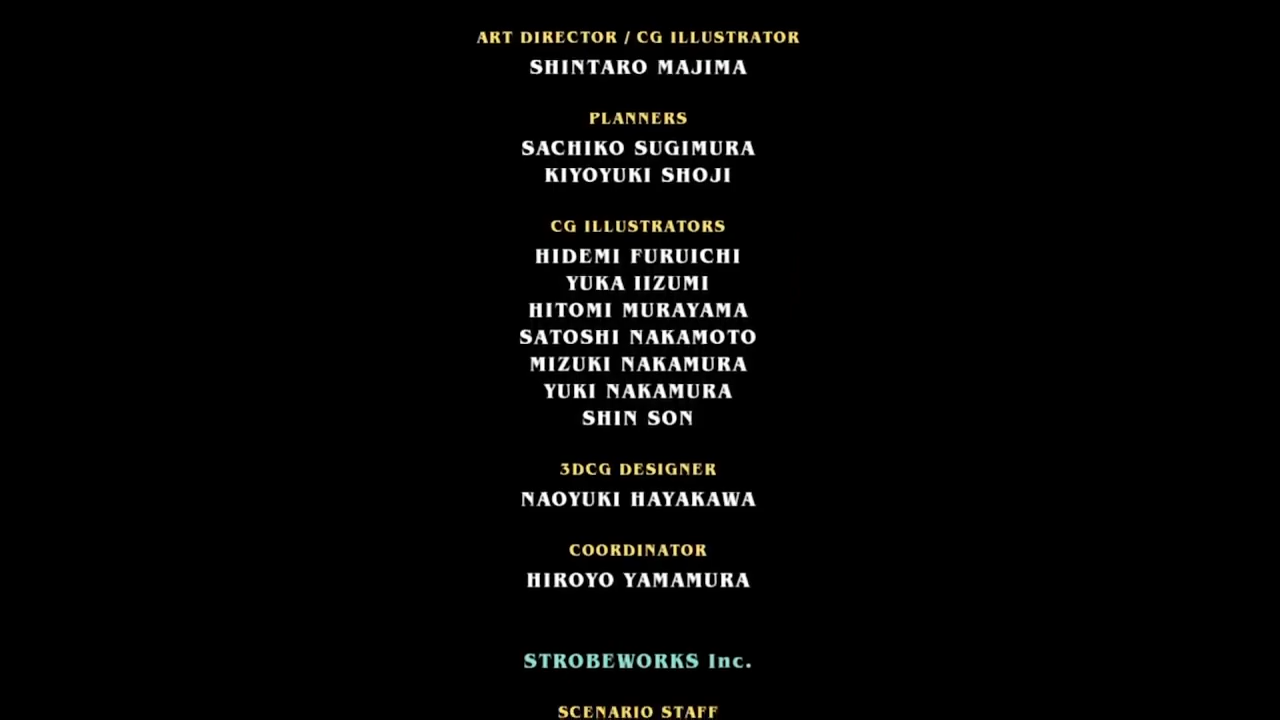 ART DIRECTOR / CG ILLUSTRATOR
SHINTARO MAJIMA
PLANNERS
SACHIKO SUGIMURA
KIYOYUKI SHOJI
CG ILLUSTRATORS
HIDEMI FURUICHI
YUKA IIZUMI
HITOMI MURAYAMA
SATOSHI NAKAMOTO
MIZUKI NAKAMURA
YUKI NAKAMURA
SHIN SON
3DCG DESIGNER
NAOYUKI HAYAKAWA
COORDINATOR
HIROYO YAMAMURA
STROBEWORKS Inc.
SCENARIO STAFF